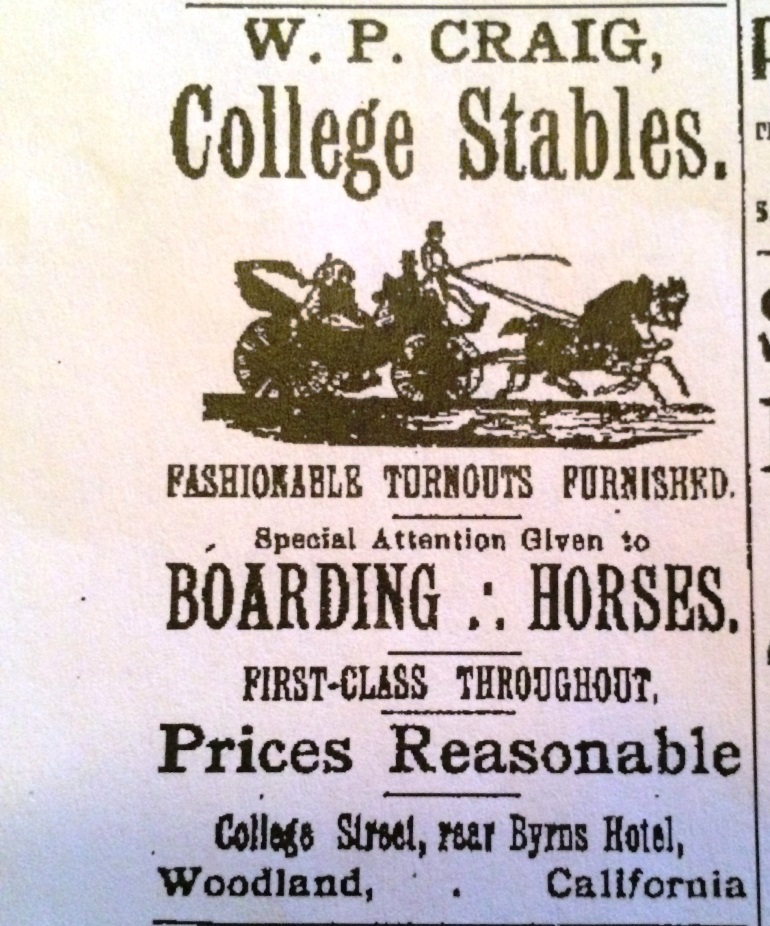 W. P. CRAIG,
College Stables.
FASHIONABLE TURNOUTS FURNISHED.
Special Attention Given to
BOARDING ∴ HORSES.
FIRST-CLASS THROUGHOUT,
Prices Reasonable
College Street, rear Byrns Hotel,
Woodland, . California